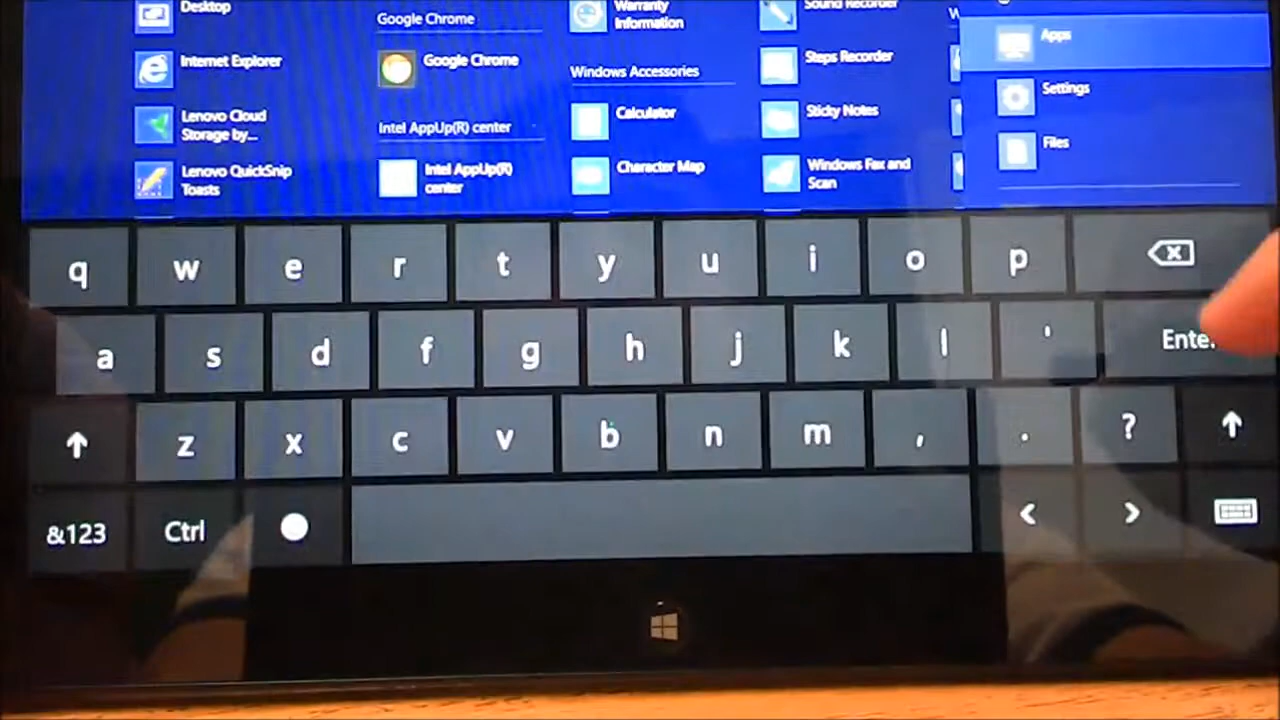 Desktop
Google Chrome
Warranty
Information
Sound Recorder
Apps
Internet Explorer
Google Chrome
Windows Accessories
Steps Recorder
Settings
Lenovo Cloud
Storage by...
Intel AppUp(R) center
Calculator
Sticky Notes
Files
Lenovo QuickSnip
Toasts
Intel AppUp(R)
center
Character Map
Windows Fax and
Scan
q w e r t y u i o p
a s d f g h j k l ' Enter
z x c v b n m , . ?
&123 Ctrl < >